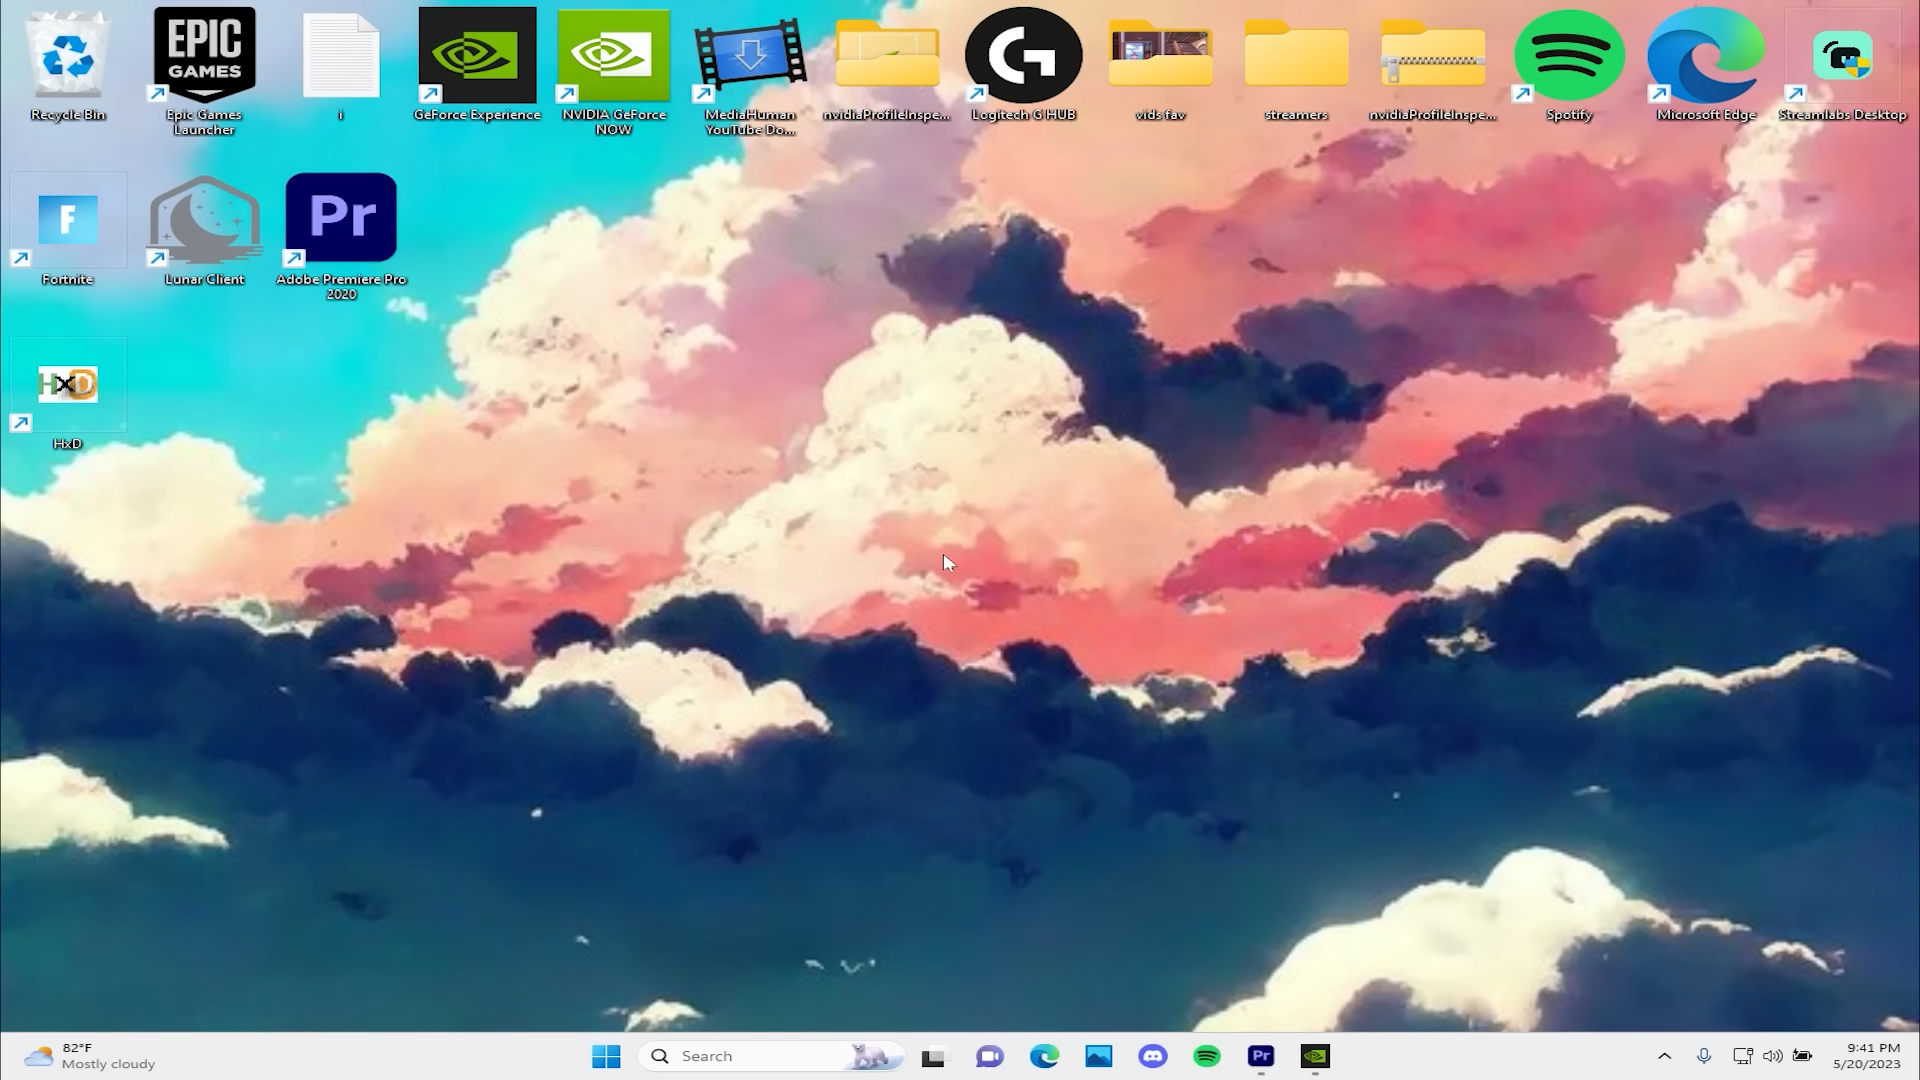 EPIC
GAMES
Recycle Bin
Epic Games
Launcher
i
GeForce Experience
NVIDIA GeForce
NOW
MediaHuman
YouTube Do...
nvidiaProfileInspe...
Logitech G HUB
vids fav
streamers
nvidiaProfileInspe...
Spotify
Microsoft Edge
Streamlabs Desktop
F
Pr
Fortnite
Lunar Client
Adobe Premiere Pro
2020
HxD
HxD
82°F
Mostly cloudy
Search
Pr
9:41 PM
5/20/2023